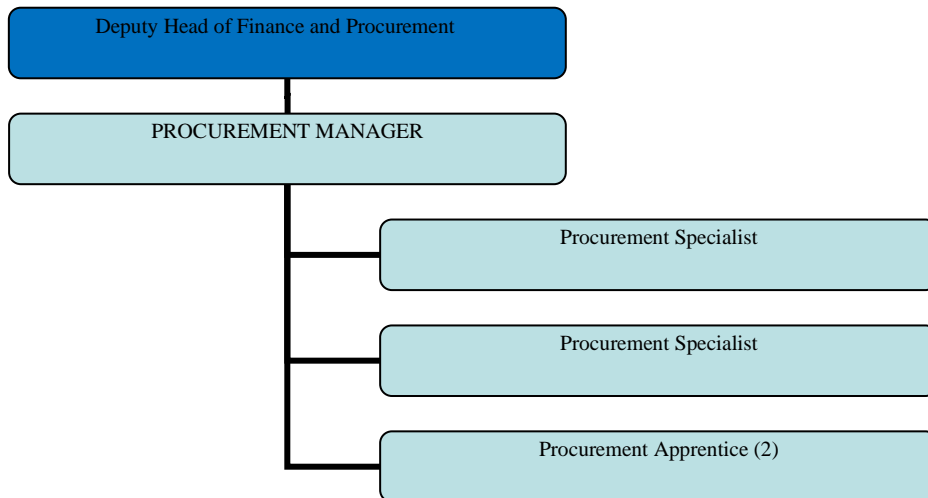 Deputy Head of Finance and Procurement
PROCUREMENT MANAGER
Procurement Specialist
Procurement Specialist
Procurement Apprentice (2)